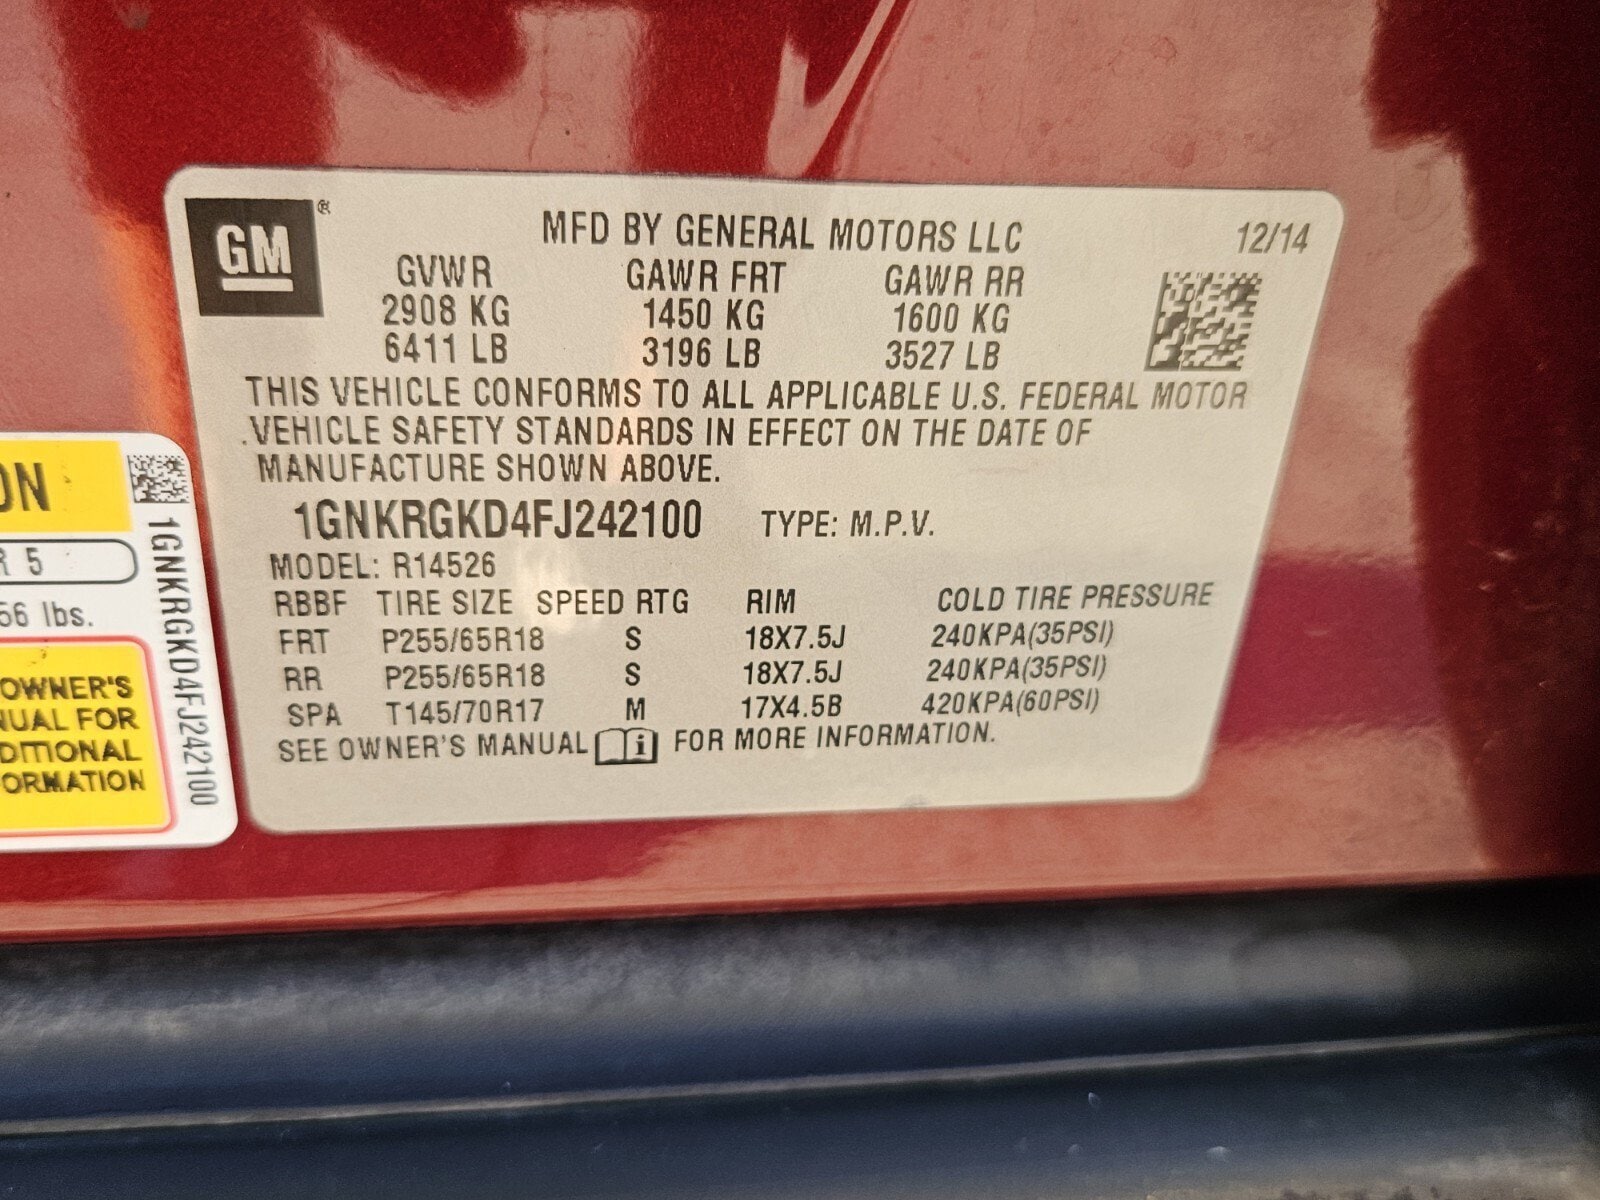 GM ®
MFD BY GENERAL MOTORS LLC 12/14
GVWR GAWR FRT GAWR RR
2908 KG 1450 KG 1600 KG
6411 LB 3196 LB 3527 LB
THIS VEHICLE CONFORMS TO ALL APPLICABLE U.S. FEDERAL MOTOR
VEHICLE SAFETY STANDARDS IN EFFECT ON THE DATE OF
MANUFACTURE SHOWN ABOVE.
1GNKRGKD4FJ242100 TYPE: M.P.V.
MODEL: R14526
RBBF TIRE SIZE SPEED RTG RIM COLD TIRE PRESSURE
FRT P255/65R18 S 18X7.5J 240KPA(35PSI)
RR P255/65R18 S 18X7.5J 240KPA(35PSI)
SPA T145/70R17 M 17X4.5B 420KPA(60PSI)
SEE OWNER'S MANUAL i FOR MORE INFORMATION.
ON
R 5
56 lbs.
OWNER'S
NUAL FOR
DITIONAL
ORMATION
1GNKRGKD4FJ242100